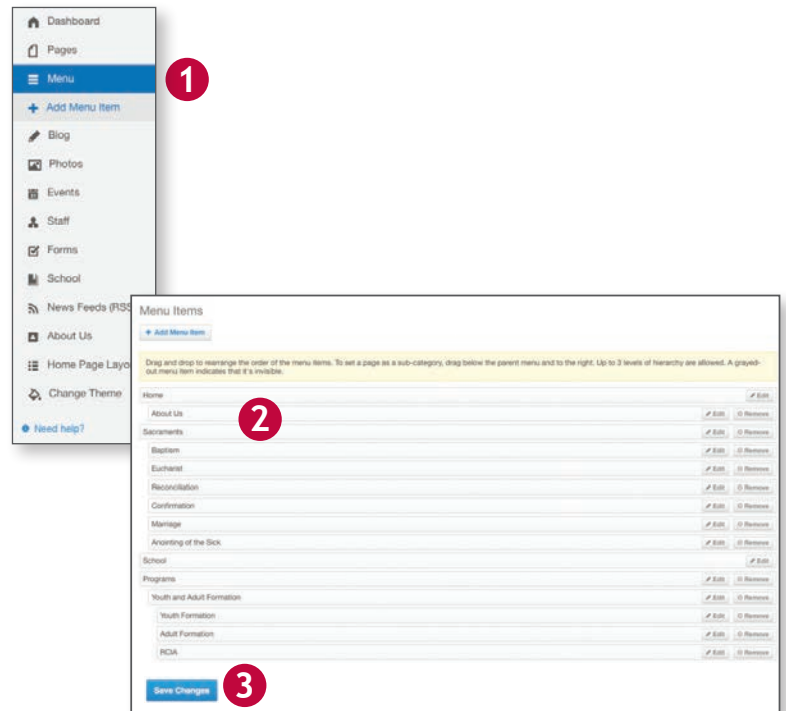 Dashboard
Pages
Menu
1
+ Add Menu Item
Blog
Photos
Events
Staff
Forms
School
News Feeds (RSS
About Us
Home Page Layo
Change Theme
Need help?
Menu Items
+ Add Menu Item
Drag and drop to rearrange the order of the menu items. To set a page as a sub-category, drag below the parent menu and to the right. Up to 3 levels of hierarchy are allowed. A grayed-
out menu item indicates that it's invisible.
Home Edit
About Us Edit Remove
2
Sacraments Edit Remove
Baptism Edit Remove
Eucharist Edit Remove
Reconciliation Edit Remove
Confirmation Edit Remove
Marriage Edit Remove
Anointing of the Sick Edit Remove
School Edit
Programs Edit Remove
Youth and Adult Formation Edit Remove
Youth Formation Edit Remove
Adult Formation Edit Remove
RCIA Edit Remove
Save Changes 3